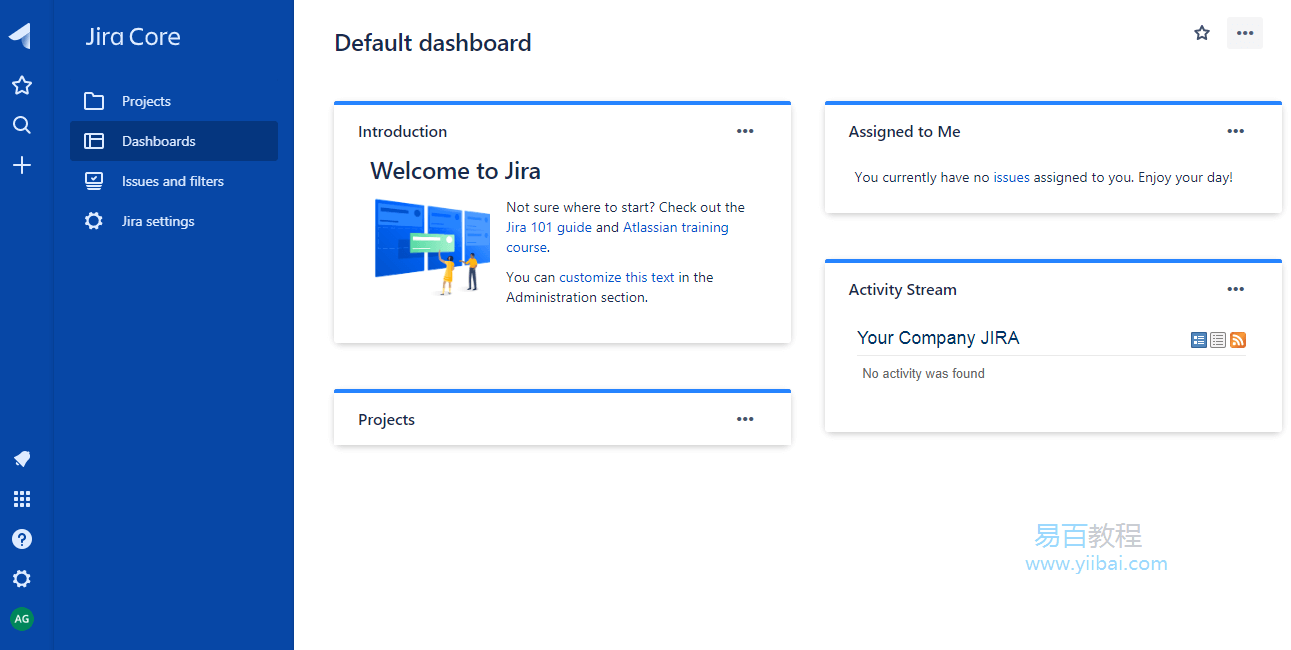 Jira Core
Projects
Dashboards
Issues and filters
Jira settings
AG
Default dashboard
Introduction
Welcome to Jira
Not sure where to start? Check out the
Jira 101 guide and Atlassian training
course.
You can customize this text in the
Administration section.
Projects
Assigned to Me
You currently have no issues assigned to you. Enjoy your day!
Activity Stream
Your Company JIRA
No activity was found
易百教程
www.yiibai.com